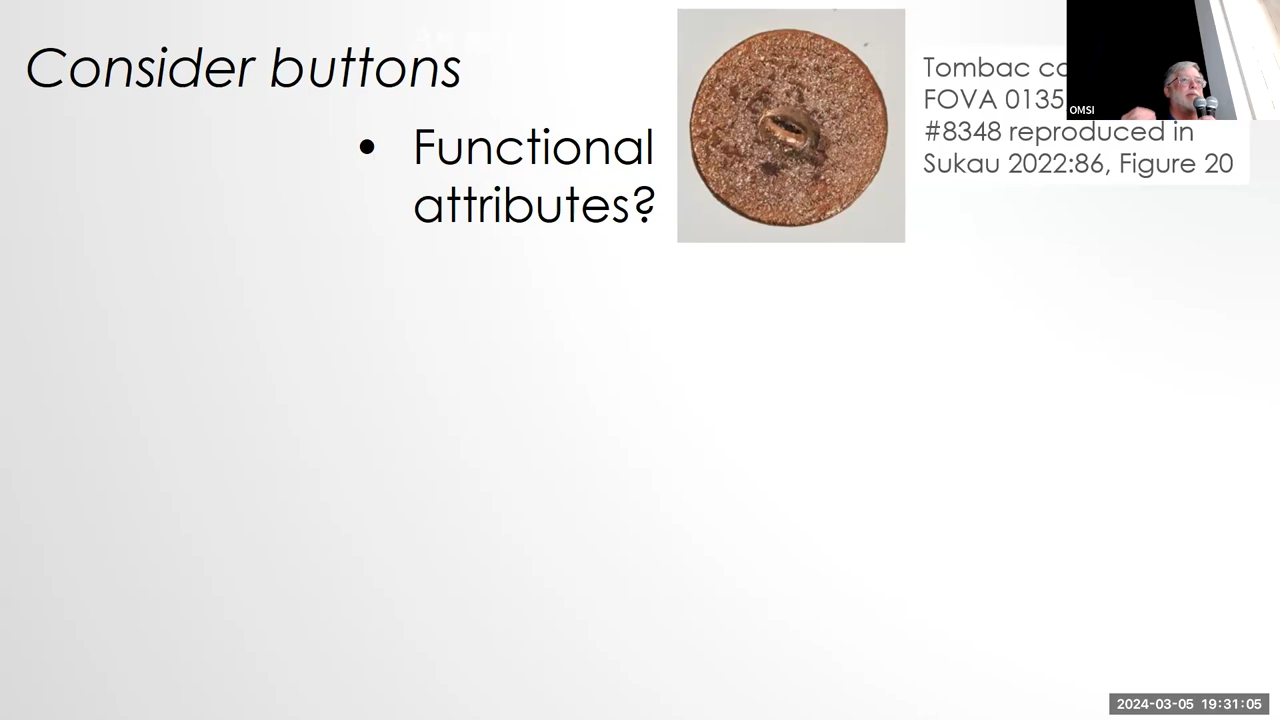 Consider buttons
• Functional
attributes?
Tombac
FOVA 0135
#8348 reproduced in
Sukau 2022:86, Figure 20
OMSI
2024-03-05 19:31:05